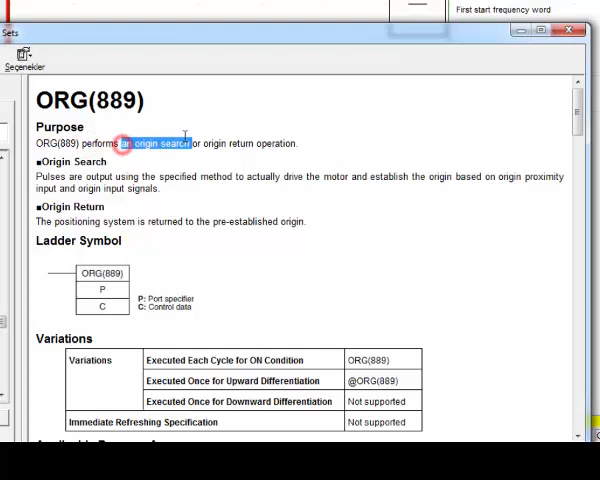 First start frequency word
Sets
Seçenekler
ORG(889)
Purpose
ORG(889) performs an origin search or origin return operation.
■Origin Search
Pulses are output using the specified method to actually drive the motor and establish the origin based on origin proximity
input and origin input signals.
■Origin Return
The positioning system is returned to the pre-established origin.
Ladder Symbol
ORG(889)
P
C
P: Port specifier
C: Control data
Variations
Variations Executed Each Cycle for ON Condition ORG(889)
Executed Once for Upward Differentiation @ORG(889)
Executed Once for Downward Differentiation Not supported
Immediate Refreshing Specification Not supported